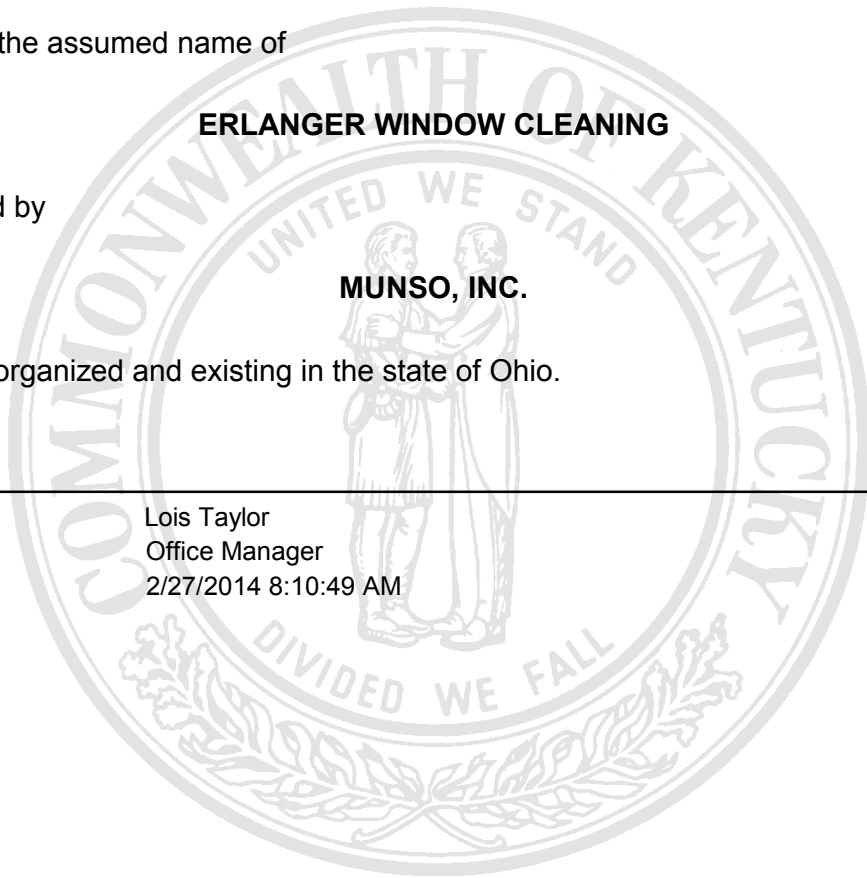 the assumed name of
ERLANGER WINDOW CLEANING
d by
MUNSO, INC.
organized and existing in the state of Ohio.
Lois Taylor
Office Manager
2/27/2014 8:10:49 AM
COMMONWEALTH OF KENTUCKY
UNITED WE STAND
DIVIDED WE FALL